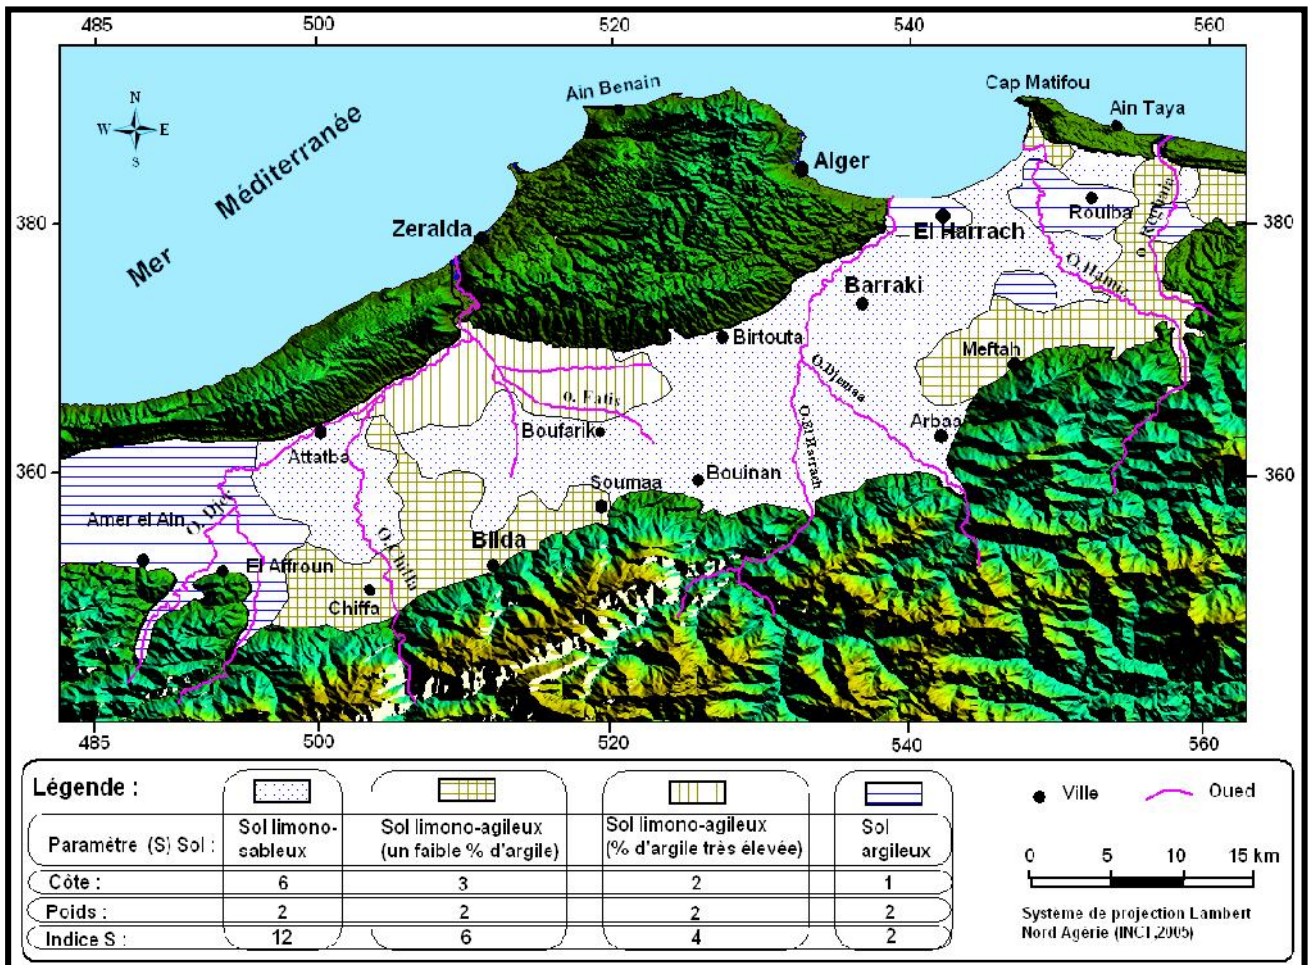 485 500 520 540 560
Cap Matifou
Ain Benain
Ain Taya
N
W E
S
Mer Méditerranée
Alger
380 Zeralda Rouiba 380
El Harrach
O. Reghaia
O. Hamiz
Barraki
Birtouta
Meftah
O. Djemaa
O. Fatis
Boufarik
Arbaa
Attatba
O. El Harrach
360 360
Soumaa Bouinan
Amer el Ain
O. Djer
Blida
El Affroun
O. Chiffa
Chiffa
485 500 520 540 560
Légende :
Ville Oued
Paramètre (S) Sol : Sol limono-sableux Sol limono-agileux (un faible % d'argile) Sol limono-agileux (% d'argile très élevée) Sol argileux
Côte : 6 3 2 1
Poids : 2 2 2 2
Indice S : 12 6 4 2
0 5 10 15 km
Systeme de projection Lambert
Nord Agérie (INCT,2005)